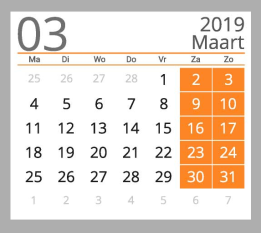 03 2019
Maart
Ma Di Wo Do Vr Za Zo
25 26 27 28 1 2 3
4 5 6 7 8 9 10
11 12 13 14 15 16 17
18 19 20 21 22 23 24
25 26 27 28 29 30 31
1 2 3 4 5 6 7